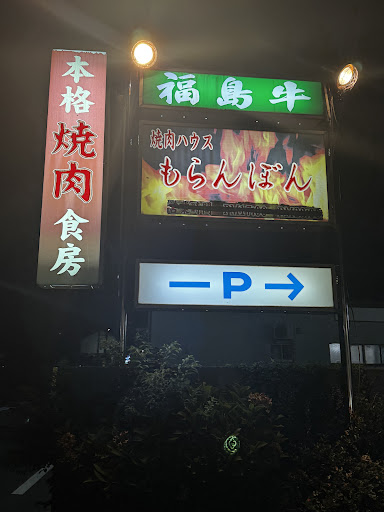 本格焼肉食房
福島牛
焼肉ハウス
もらんぼん
P →